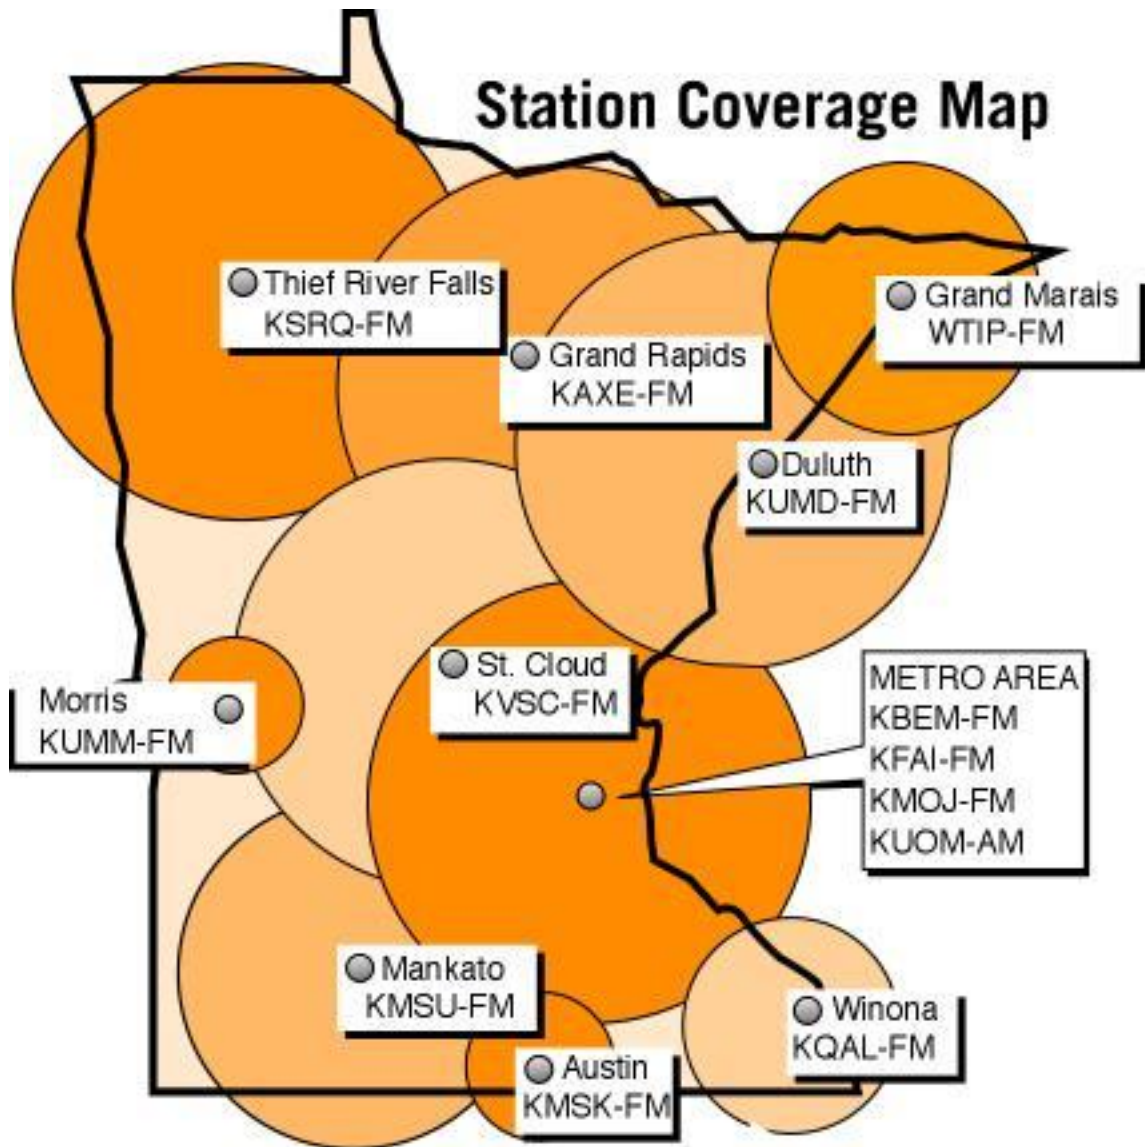 Station Coverage Map
Thief River Falls
KSRQ-FM
Grand Marais
WTIP-FM
Grand Rapids
KAXE-FM
Duluth
KUMD-FM
St. Cloud
KVSC-FM
Morris
KUMM-FM
METRO AREA
KBEM-FM
KFAI-FM
KMOJ-FM
KUOM-AM
Mankato
KMSU-FM
Winona
KQAL-FM
Austin
KMSK-FM